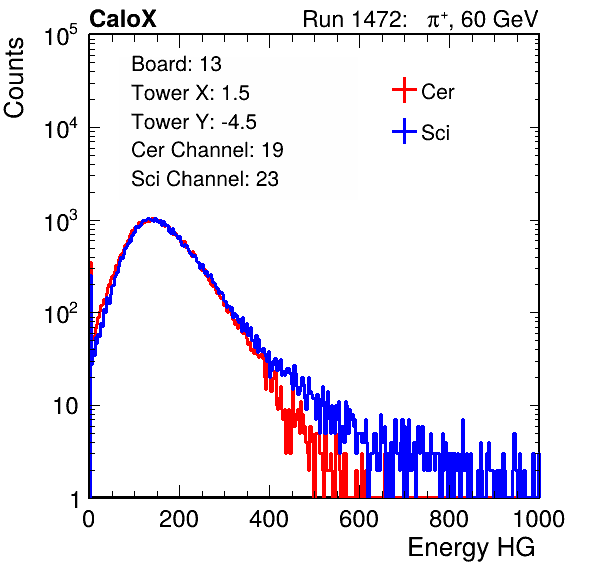 CaloX Run 1472: π⁺, 60 GeV
Counts
10⁵
10⁴
10³
10²
10
1
Board: 13
Tower X: 1.5
Tower Y: -4.5
Cer Channel: 19
Sci Channel: 23
Cer
Sci
0 200 400 600 800 1000
Energy HG